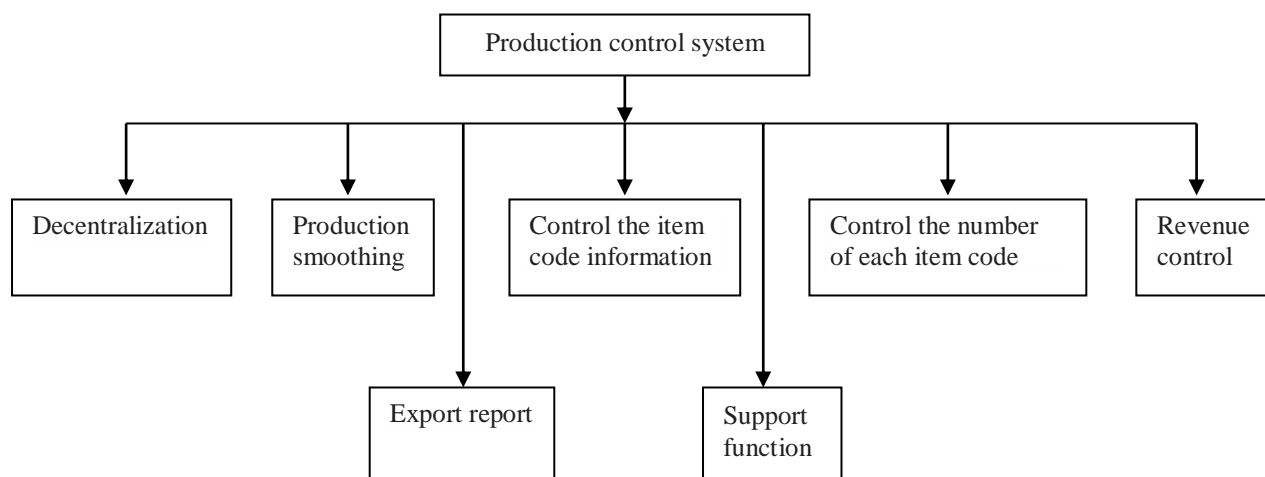 Production control system
Decentralization
Production
smoothing
Control the item
code information
Control the number
of each item code
Revenue
control
Export report
Support
function